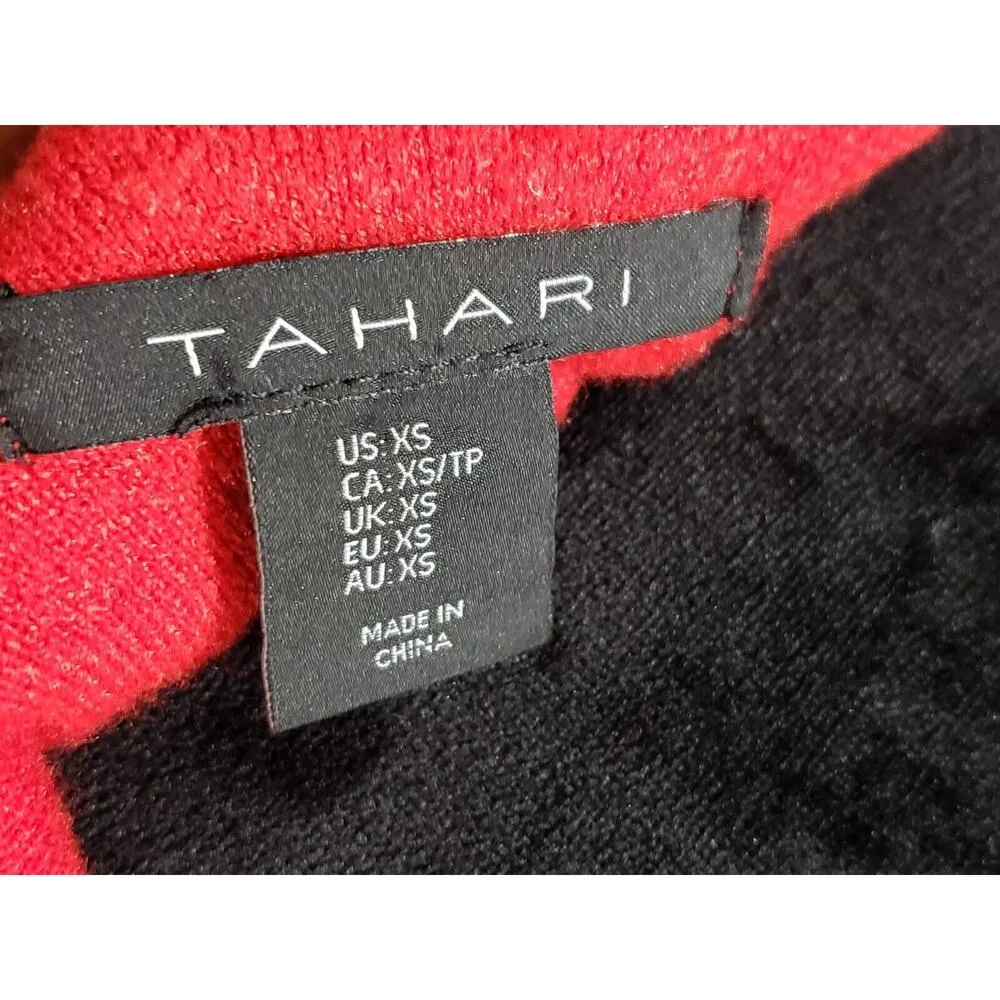 TAHARI
US: XS
CA: XS/TP
UK: XS
EU: XS
AU: XS
MADE IN
CHINA